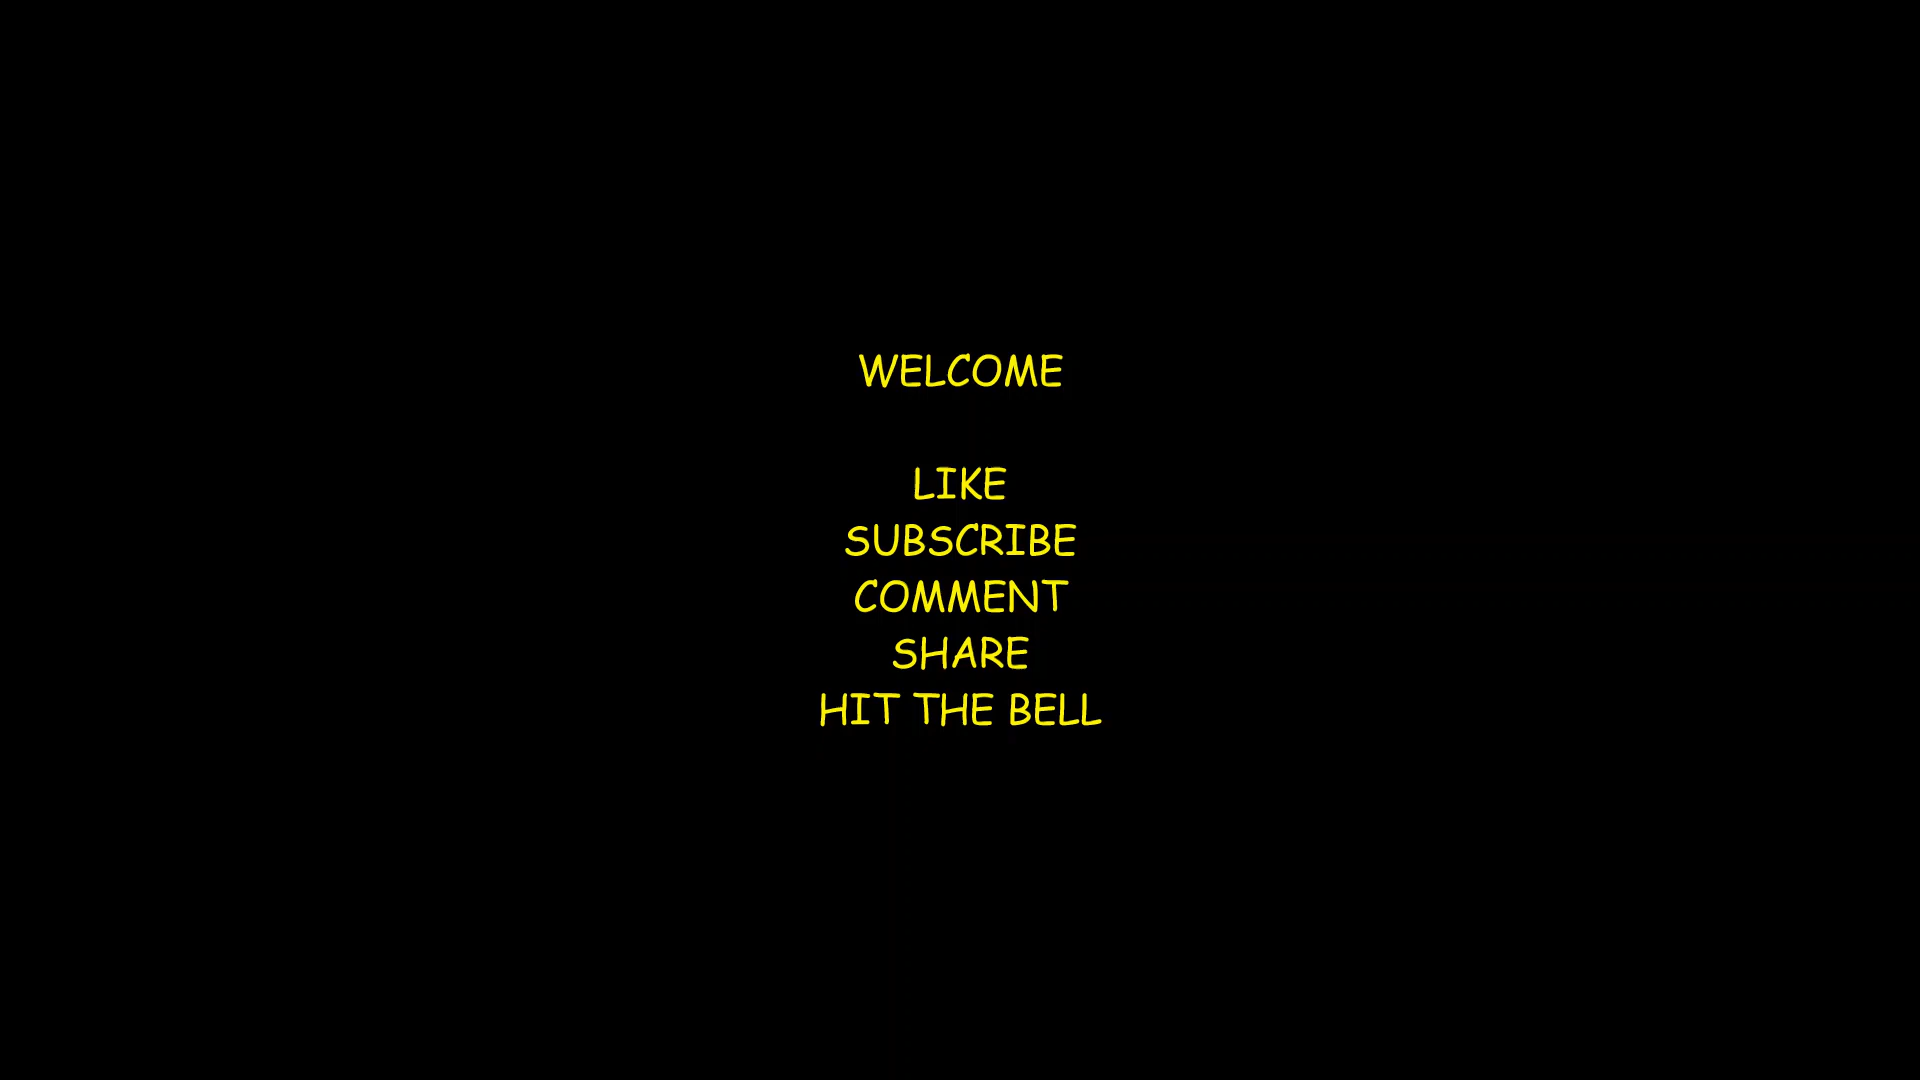 WELCOME
LIKE
SUBSCRIBE
COMMENT
SHARE
HIT THE BELL